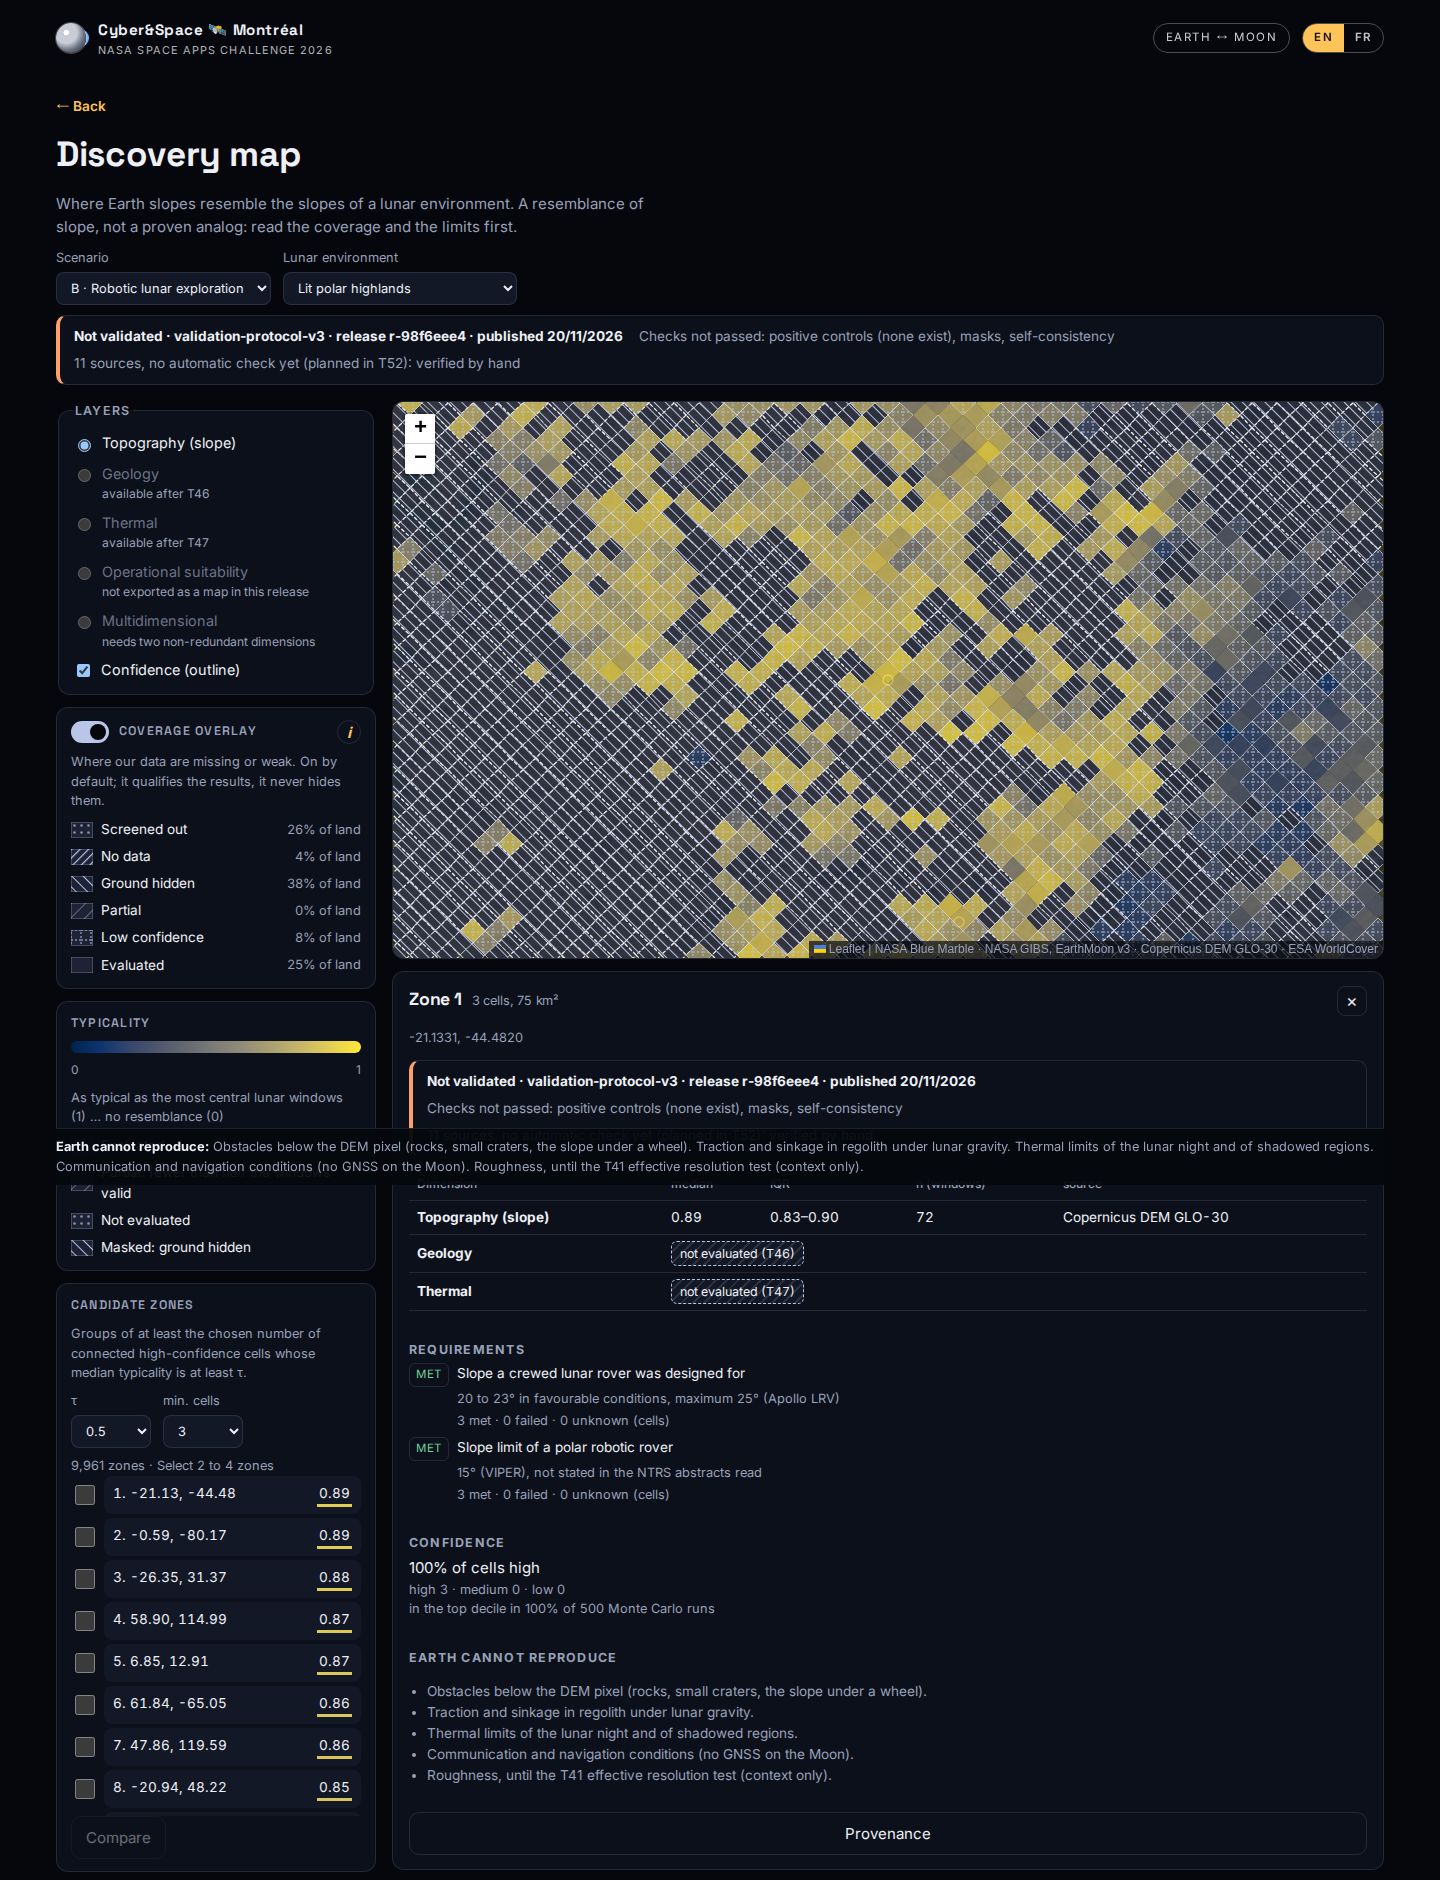 Cyber&Space 🛰️ Montréal
NASA SPACE APPS CHALLENGE 2026
EARTH ↔ MOON
EN FR
← Back
Discovery map
Where Earth slopes resemble the slopes of a lunar environment. A resemblance of
slope, not a proven analog: read the coverage and the limits first.
Scenario
Lunar environment
B · Robotic lunar exploration
Lit polar highlands
Not validated · validation-protocol-v3 · release r-98f6eee4 · published 20/11/2026 Checks not passed: positive controls (none exist), masks, self-consistency
11 sources, no automatic check yet (planned in T52): verified by hand
LAYERS
Topography (slope)
Geology
available after T46
Thermal
available after T47
Operational suitability
not exported as a map in this release
Multidimensional
needs two non-redundant dimensions
Confidence (outline)
COVERAGE OVERLAY i
Where our data are missing or weak. On by
default; it qualifies the results, it never hides
them.
Screened out 26% of land
No data 4% of land
Ground hidden 38% of land
Partial 0% of land
Low confidence 8% of land
Evaluated 25% of land
TYPICALITY
0 1
As typical as the most central lunar windows
(1) … no resemblance (0)
valid
Not evaluated
Masked: ground hidden
CANDIDATE ZONES
Groups of at least the chosen number of
connected high-confidence cells whose
median typicality is at least τ.
τ min. cells
0.5 3
9,961 zones · Select 2 to 4 zones
1. -21.13, -44.48 0.89
2. -0.59, -80.17 0.89
3. -26.35, 31.37 0.88
4. 58.90, 114.99 0.87
5. 6.85, 12.91 0.87
6. 61.84, -65.05 0.86
7. 47.86, 119.59 0.86
8. -20.94, 48.22 0.85
Compare
+
−
Leaflet | NASA Blue Marble · NASA GIBS, EarthMoon v3 · Copernicus DEM GLO-30 · ESA WorldCover
Zone 1 3 cells, 75 km²
×
-21.1331, -44.4820
Not validated · validation-protocol-v3 · release r-98f6eee4 · published 20/11/2026
Checks not passed: positive controls (none exist), masks, self-consistency
Earth cannot reproduce: Obstacles below the DEM pixel (rocks, small craters, the slope under a wheel). Traction and sinkage in regolith under lunar gravity. Thermal limits of the lunar night and of shadowed regions.
Communication and navigation conditions (no GNSS on the Moon). Roughness, until the T41 effective resolution test (context only).
Dimension median IQR n (windows) source
Topography (slope) 0.89 0.83–0.90 72 Copernicus DEM GLO-30
Geology not evaluated (T46)
Thermal not evaluated (T47)
REQUIREMENTS
MET Slope a crewed lunar rover was designed for
20 to 23° in favourable conditions, maximum 25° (Apollo LRV)
3 met · 0 failed · 0 unknown (cells)
MET Slope limit of a polar robotic rover
15° (VIPER), not stated in the NTRS abstracts read
3 met · 0 failed · 0 unknown (cells)
CONFIDENCE
100% of cells high
high 3 · medium 0 · low 0
in the top decile in 100% of 500 Monte Carlo runs
EARTH CANNOT REPRODUCE
• Obstacles below the DEM pixel (rocks, small craters, the slope under a wheel).
• Traction and sinkage in regolith under lunar gravity.
• Thermal limits of the lunar night and of shadowed regions.
• Communication and navigation conditions (no GNSS on the Moon).
• Roughness, until the T41 effective resolution test (context only).
Provenance